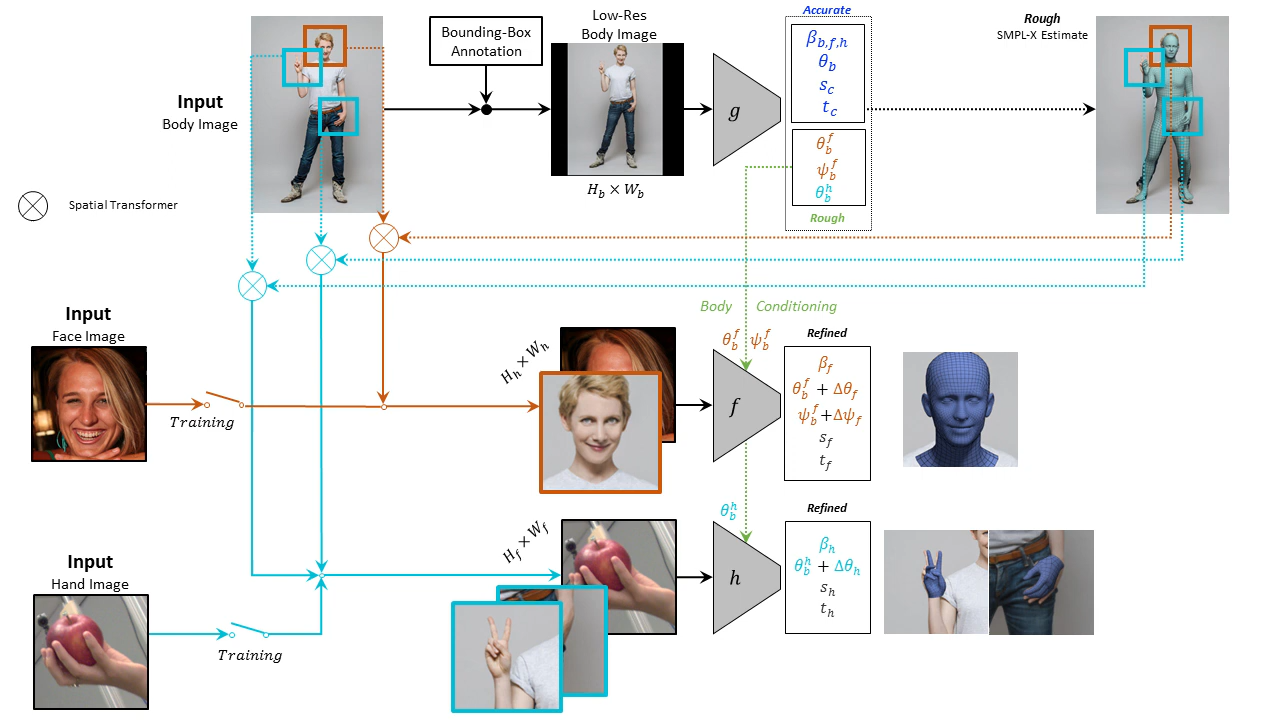 Input
Body Image
Bounding-Box
Annotation
Low-Res
Body Image
H_b × W_b
g
Accurate
β_{b,f,h}
θ_b
s_c
t_c
θ_b^f
ψ_b^f
θ_b^h
Rough
Rough
SMPL-X Estimate
Spatial Transformer
Body Conditioning
Input
Face Image
Training
H_h × W_h
θ_b^f ψ_b^f
f
Refined
β_f
θ_b^f + Δθ_f
ψ_b^f+Δψ_f
s_f
t_f
Input
Hand Image
Training
H_f × W_f
θ_b^h
h
Refined
β_h
θ_b^h + Δθ_h
s_h
t_h